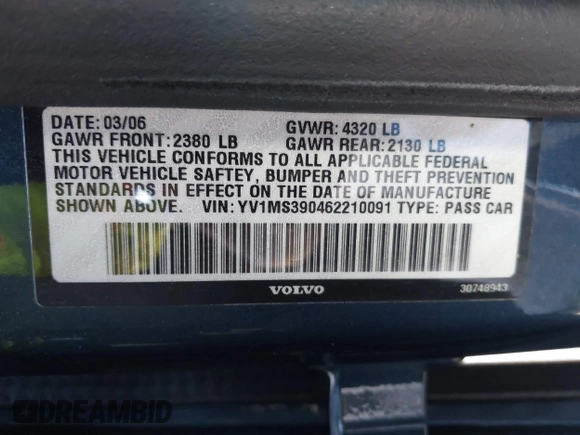 DATE: 03/06 GVWR: 4320 LB
GAWR FRONT: 2380 LB GAWR REAR: 2130 LB
THIS VEHICLE CONFORMS TO ALL APPLICABLE FEDERAL
MOTOR VEHICLE SAFTEY, BUMPER AND THEFT PREVENTION
STANDARDS IN EFFECT ON THE DATE OF MANUFACTURE
SHOWN ABOVE. VIN: YV1MS390462210091 TYPE: PASS CAR
VOLVO 30748943
DREAMBID